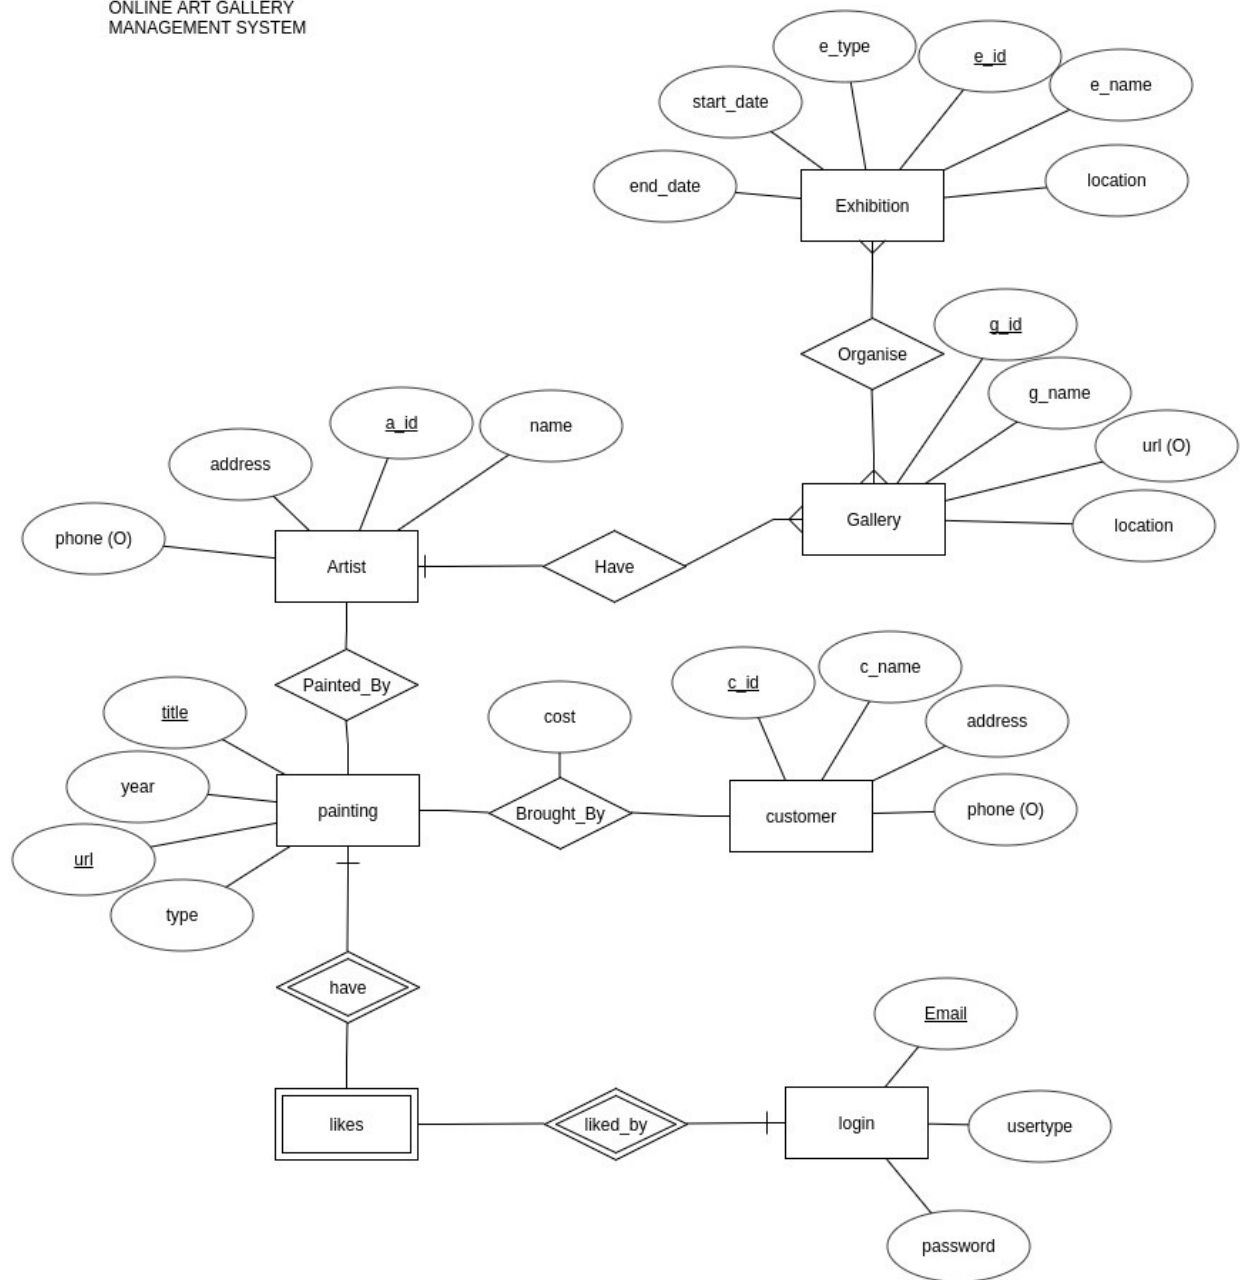 ONLINE ART GALLERY
MANAGEMENT SYSTEM
e_type
e_id
e_name
start_date
end_date
location
Exhibition
Organise
g_id
g_name
url (O)
location
Gallery
a_id
name
address
phone (O)
Artist
Have
Painted_By
title
year
url
type
painting
cost
Brought_By
c_id
c_name
address
phone (O)
customer
have
likes
liked_by
login
Email
usertype
password